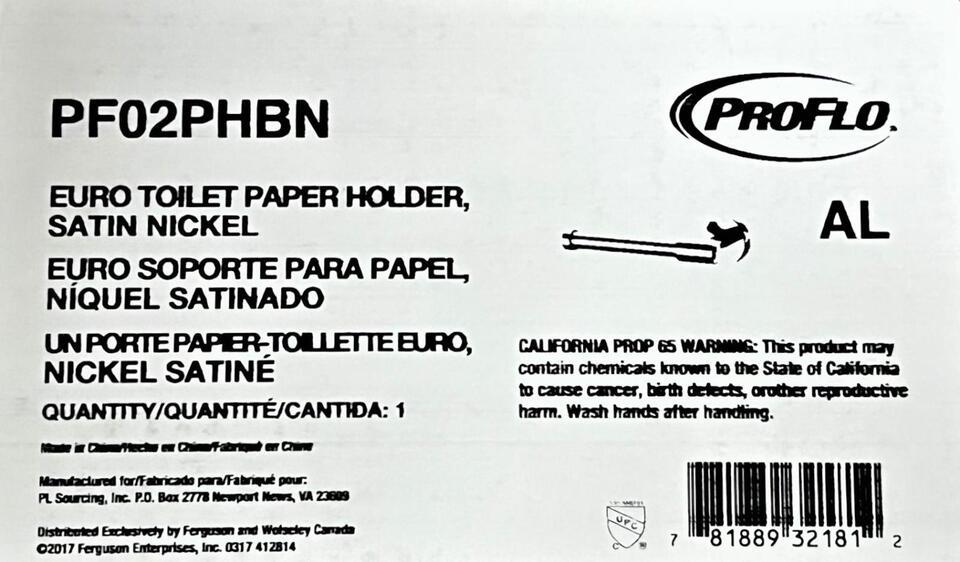 PF02PHBN
PROFLO
EURO TOILET PAPER HOLDER,
SATIN NICKEL
AL
EURO SOPORTE PARA PAPEL,
NÍQUEL SATINADO
UN PORTE PAPIER-TOILLETTE EURO,
NICKEL SATINÉ
QUANTITY/QUANTITÉ/CANTIDA: 1
CALIFORNIA PROP 65 WARNING: This product may
contain chemicals known to the State of California
to cause cancer, birth defects, orother reproductive
harm. Wash hands after handling.
Made in China/Hecho en China/Fabriqué en Chine
Manufactured for/Fabricado para/Fabriqué pour:
PL Sourcing, Inc. P.O. Box 2778 Newport News, VA 23609
Distributed Exclusively by Ferguson and Wolseley Canada
©2017 Ferguson Enterprises, Inc. 0317 412814
UPC
C
7 81889 32181 2